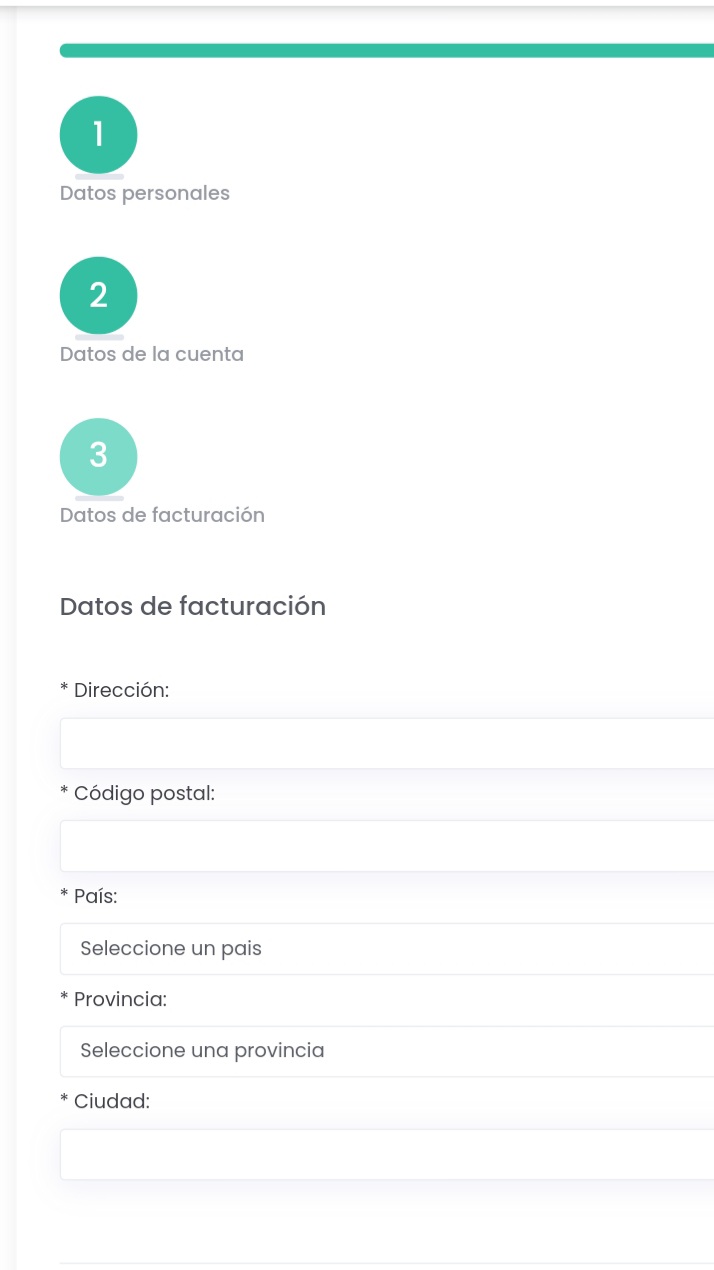 1
Datos personales
2
Datos de la cuenta
3
Datos de facturación
Datos de facturación
* Dirección:
* Código postal:
* País:
Seleccione un pais
* Provincia:
Seleccione una provincia
* Ciudad: